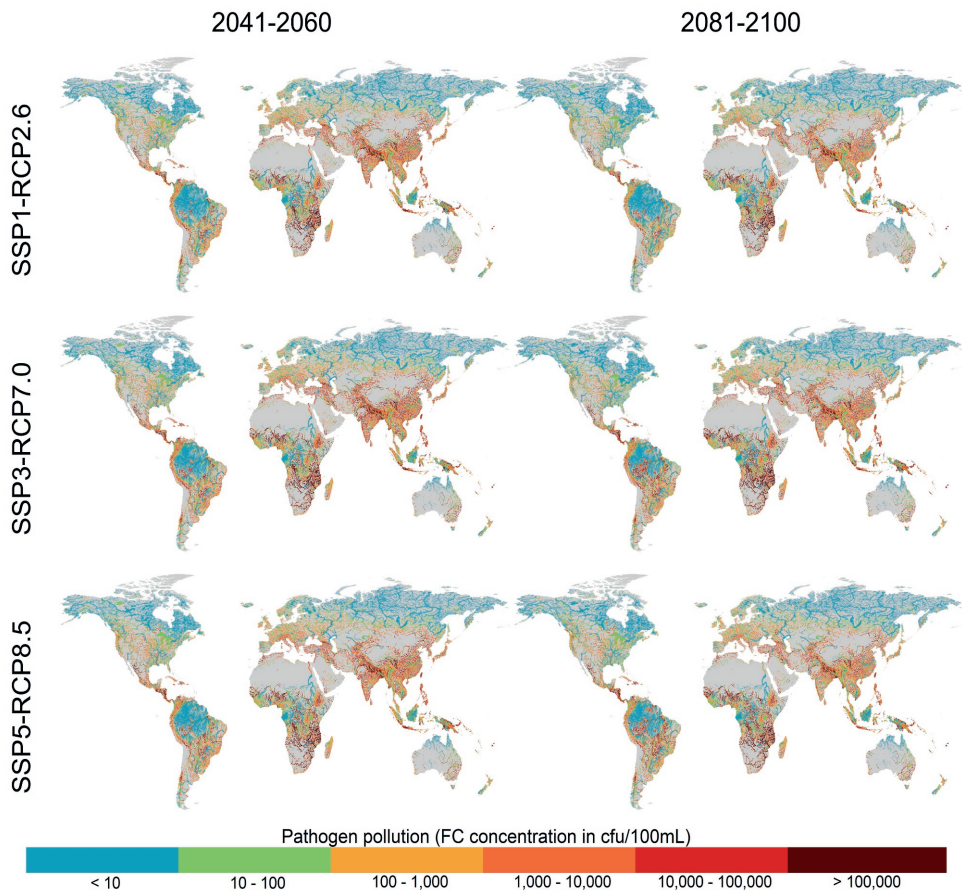 2041-2060
2081-2100
SSP1-RCP2.6
SSP3-RCP7.0
SSP5-RCP8.5
Pathogen pollution (FC concentration in cfu/100mL)
< 10
10 - 100
100 - 1,000
1,000 - 10,000
10,000 - 100,000
> 100,000